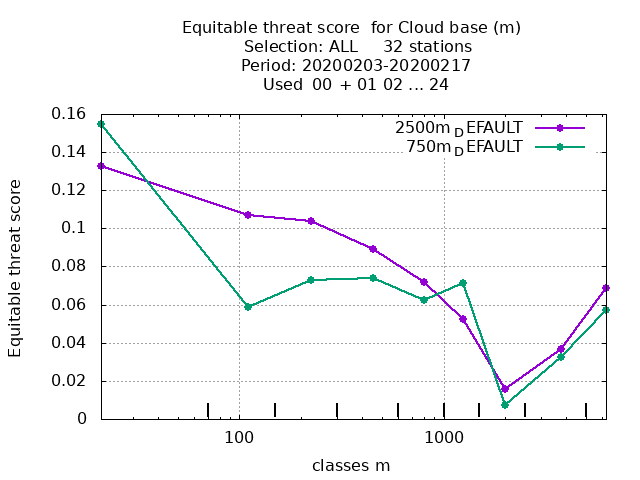 Equitable threat score  for Cloud base (m)
Selection: ALL     32 stations
Period: 20200203-20200217
Used  00 + 01 02 ... 24
2500m_DEFAULT
750m_DEFAULT
Equitable threat score
0.16
0.14
0.12
0.1
0.08
0.06
0.04
0.02
0
100 1000
classes m